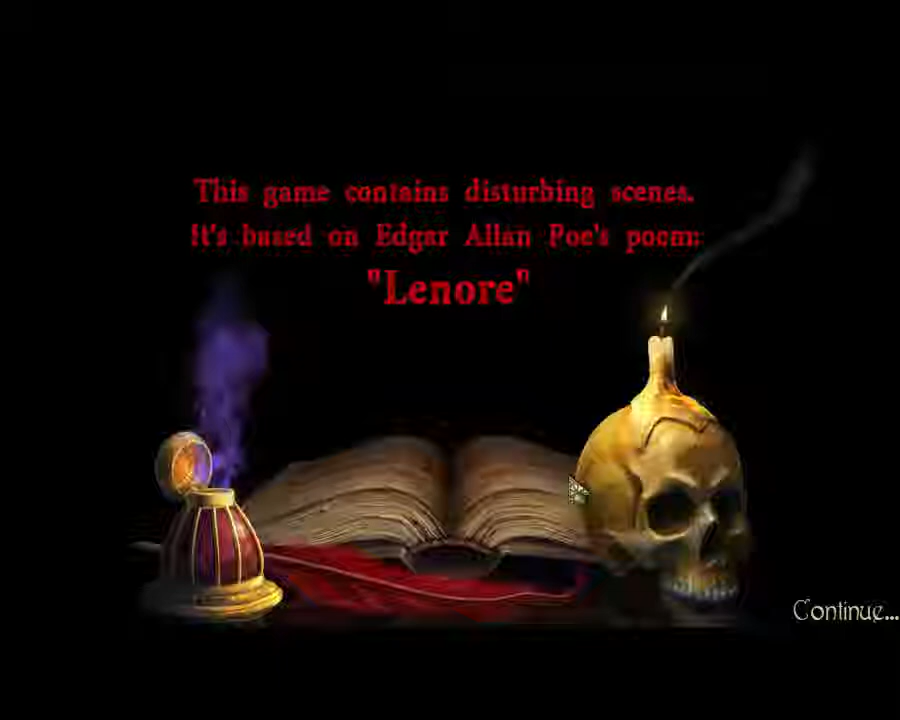 This game contains disturbing scenes.
It's based on Edgar Allan Poe's poem:
"Lenore"
Continue...